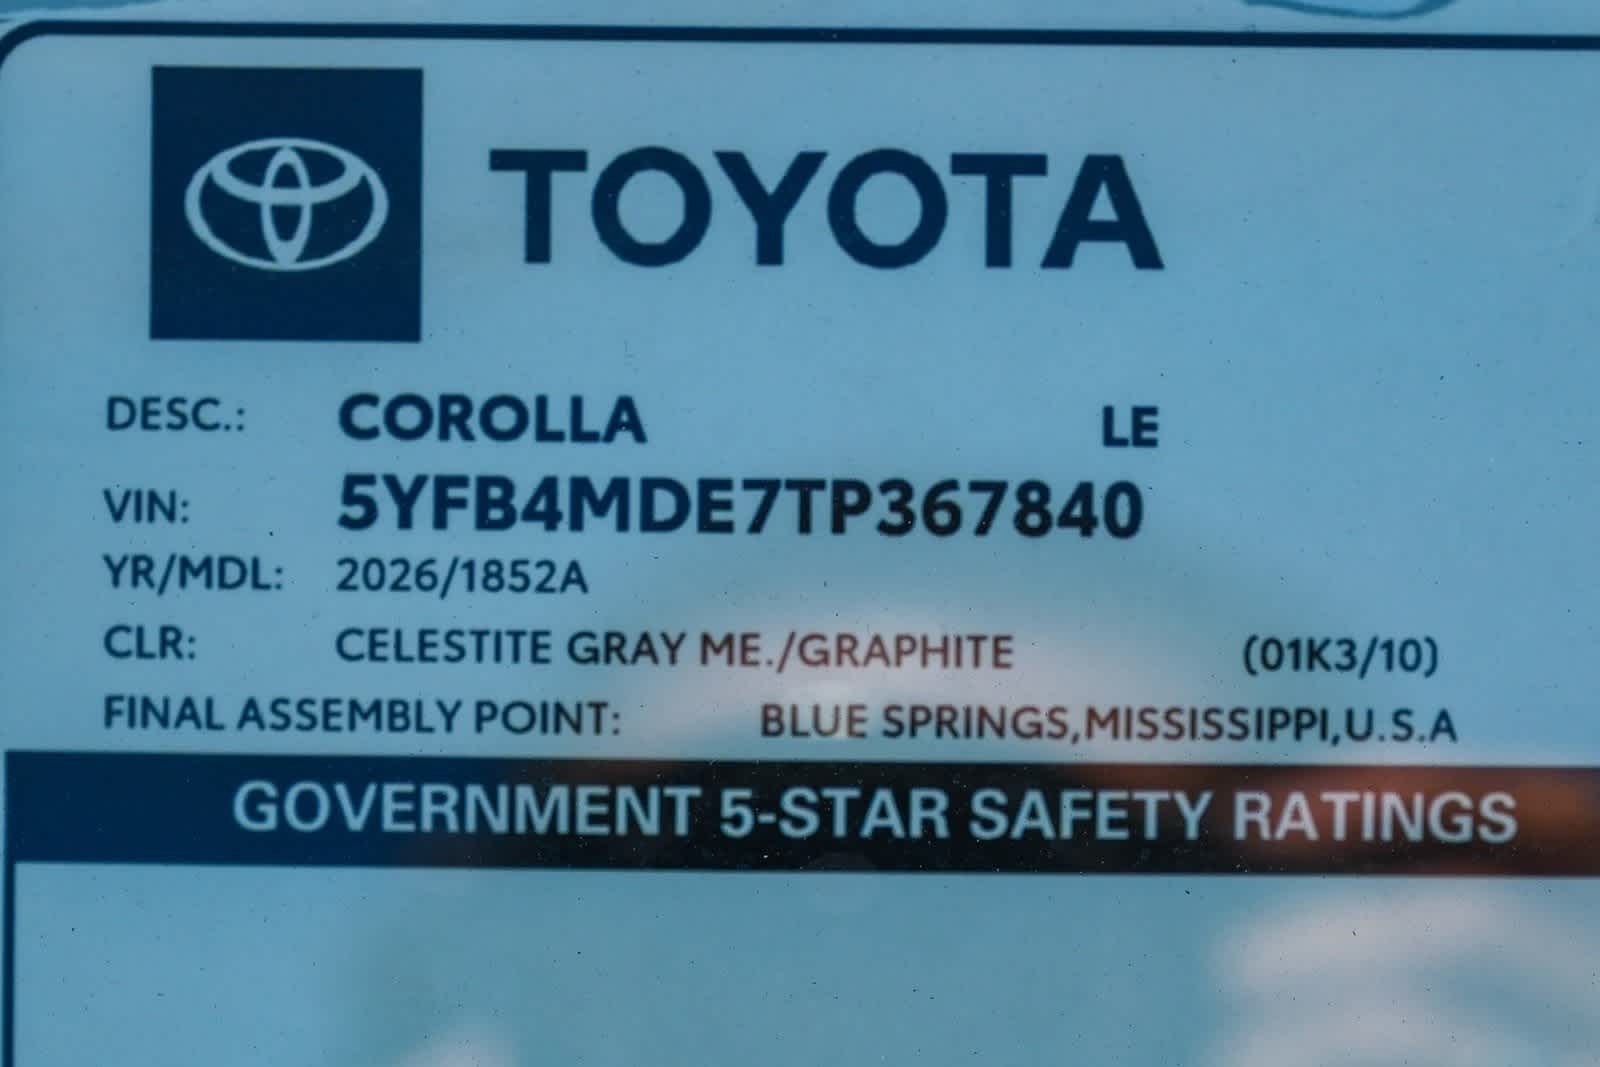 TOYOTA
DESC.: COROLLA LE
VIN: 5YFB4MDE7TP367840
YR/MDL: 2026/1852A
CLR: CELESTITE GRAY ME./GRAPHITE (01K3/10)
FINAL ASSEMBLY POINT: BLUE SPRINGS,MISSISSIPPI,U.S.A
GOVERNMENT 5-STAR SAFETY RATINGS